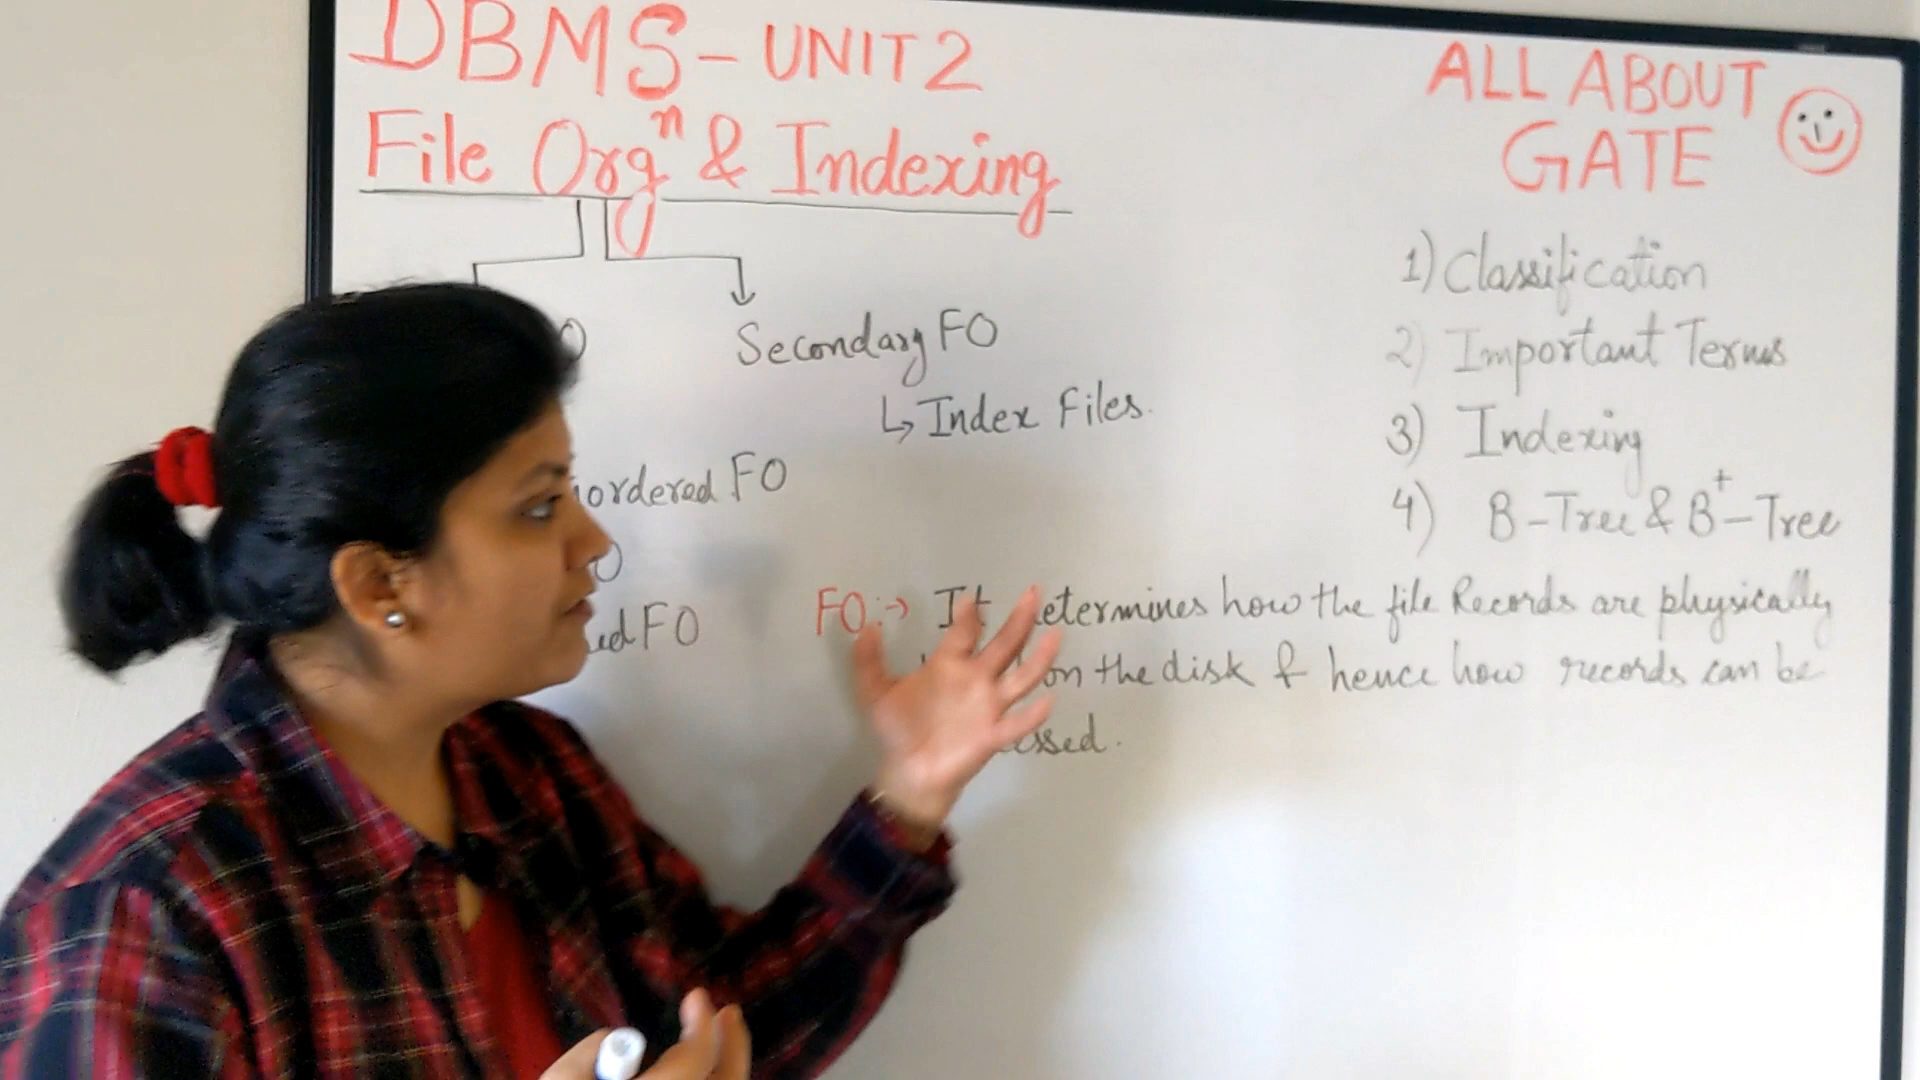 DBMS - UNIT 2
File Orgⁿ & Indexing
Secondary FO
↳ Index Files.
ordered FO
FO
ALL ABOUT
GATE
1) Classification
2) Important Terms
3) Indexing
4) B-Tree & B⁺-Tree
FO :→ It determines how the file Records are physically
on the disk & hence how records can be